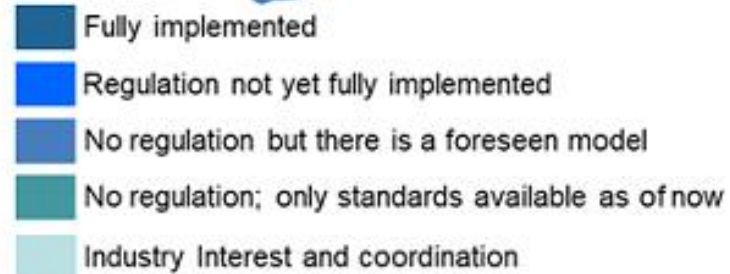 Fully implemented
Regulation not yet fully implemented
No regulation but there is a foreseen model
No regulation; only standards available as of now
Industry Interest and coordination